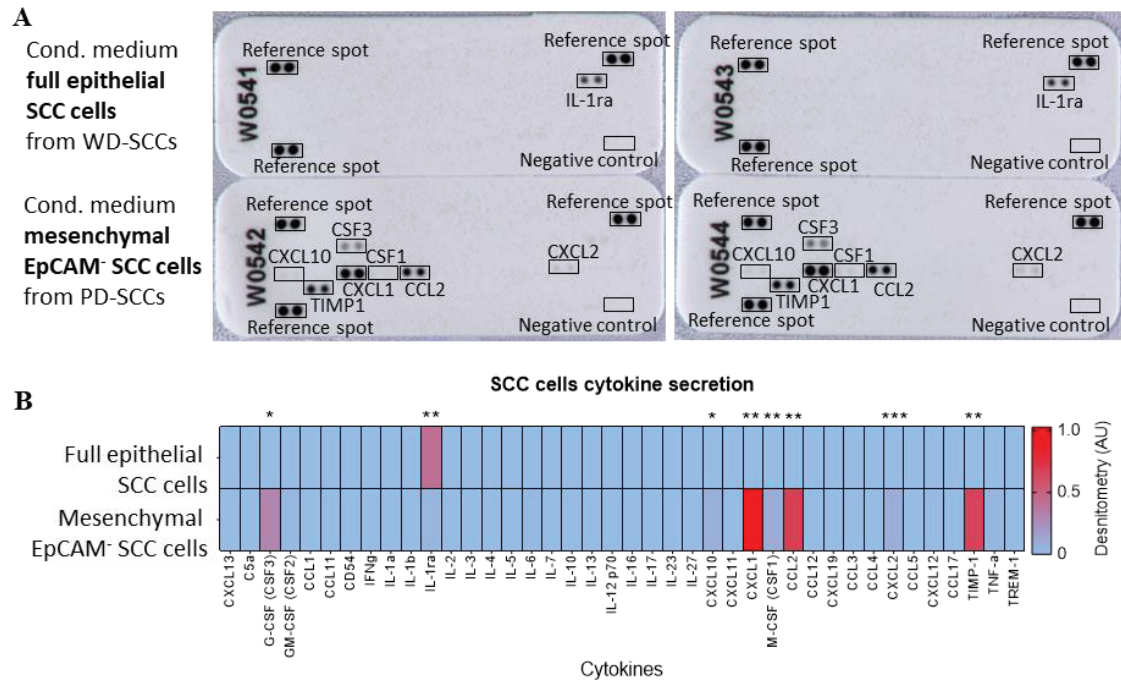 A
Cond. medium
full epithelial
SCC cells
from WD-SCCs
W0541
Reference spot
Reference spot
IL-1ra
Reference spot
Negative control
W0543
Reference spot
Reference spot
IL-1ra
Reference spot
Negative control
Cond. medium
mesenchymal
EpCAM⁻ SCC cells
from PD-SCCs
W0542
Reference spot
Reference spot
CSF3
CXCL10
CSF1
CXCL2
TIMP1
CXCL1
CCL2
Reference spot
Negative control
W0544
Reference spot
Reference spot
CSF3
CXCL10
CSF1
CXCL2
TIMP1
CXCL1
CCL2
Reference spot
Negative control
B
SCC cells cytokine secretion
* ** * ** ** ** *** **
Full epithelial
SCC cells
Mesenchymal
EpCAM⁻ SCC cells
1.0
0.5
0
Desnitometry (AU)
CXCL13
C5a
G-CSF (CSF3)
GM-CSF (CSF2)
CCL1
CCL11
CD54
IFNg
IL-1a
IL-1b
IL-1ra
IL-2
IL-3
IL-4
IL-5
IL-6
IL-7
IL-10
IL-13
IL-12 p70
IL-16
IL-17
IL-23
IL-27
CXCL10
CXCL11
CXCL1
M-CSF (CSF1)
CCL2
CCL12
CXCL19
CCL3
CCL4
CXCL2
CCL5
CXCL12
CCL17
TIMP-1
TNF-a
TREM-1
Cytokines